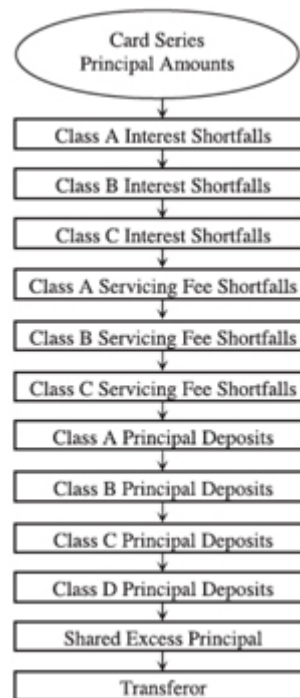 Card Series
Principal Amounts
Class A Interest Shortfalls
Class B Interest Shortfalls
Class C Interest Shortfalls
Class A Servicing Fee Shortfalls
Class B Servicing Fee Shortfalls
Class C Servicing Fee Shortfalls
Class A Principal Deposits
Class B Principal Deposits
Class C Principal Deposits
Class D Principal Deposits
Shared Excess Principal
Transferor